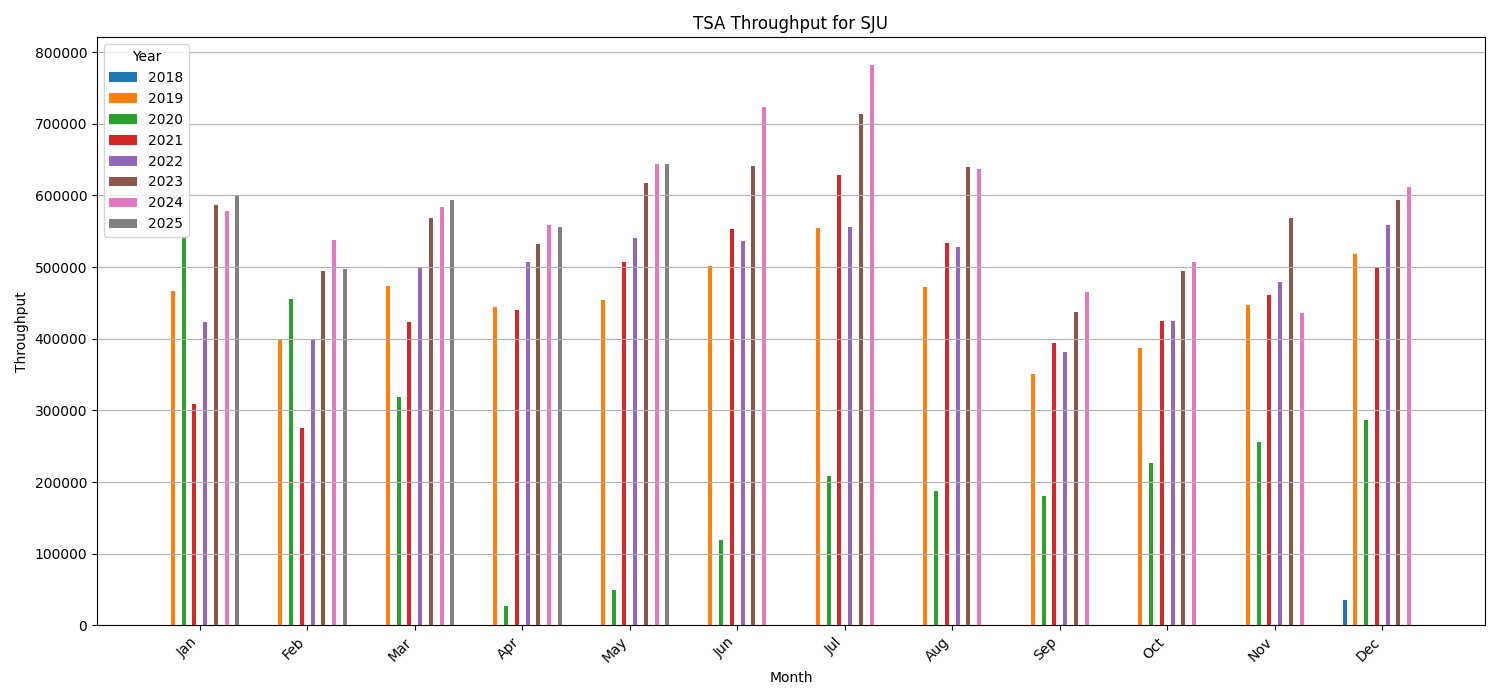 TSA Throughput for SJU
Throughput
800000
700000
600000
500000
400000
300000
200000
100000
0
Year
2018
2019
2020
2021
2022
2023
2024
2025
Jan
Feb
Mar
Apr
May
Jun
Jul
Aug
Sep
Oct
Nov
Dec
Month